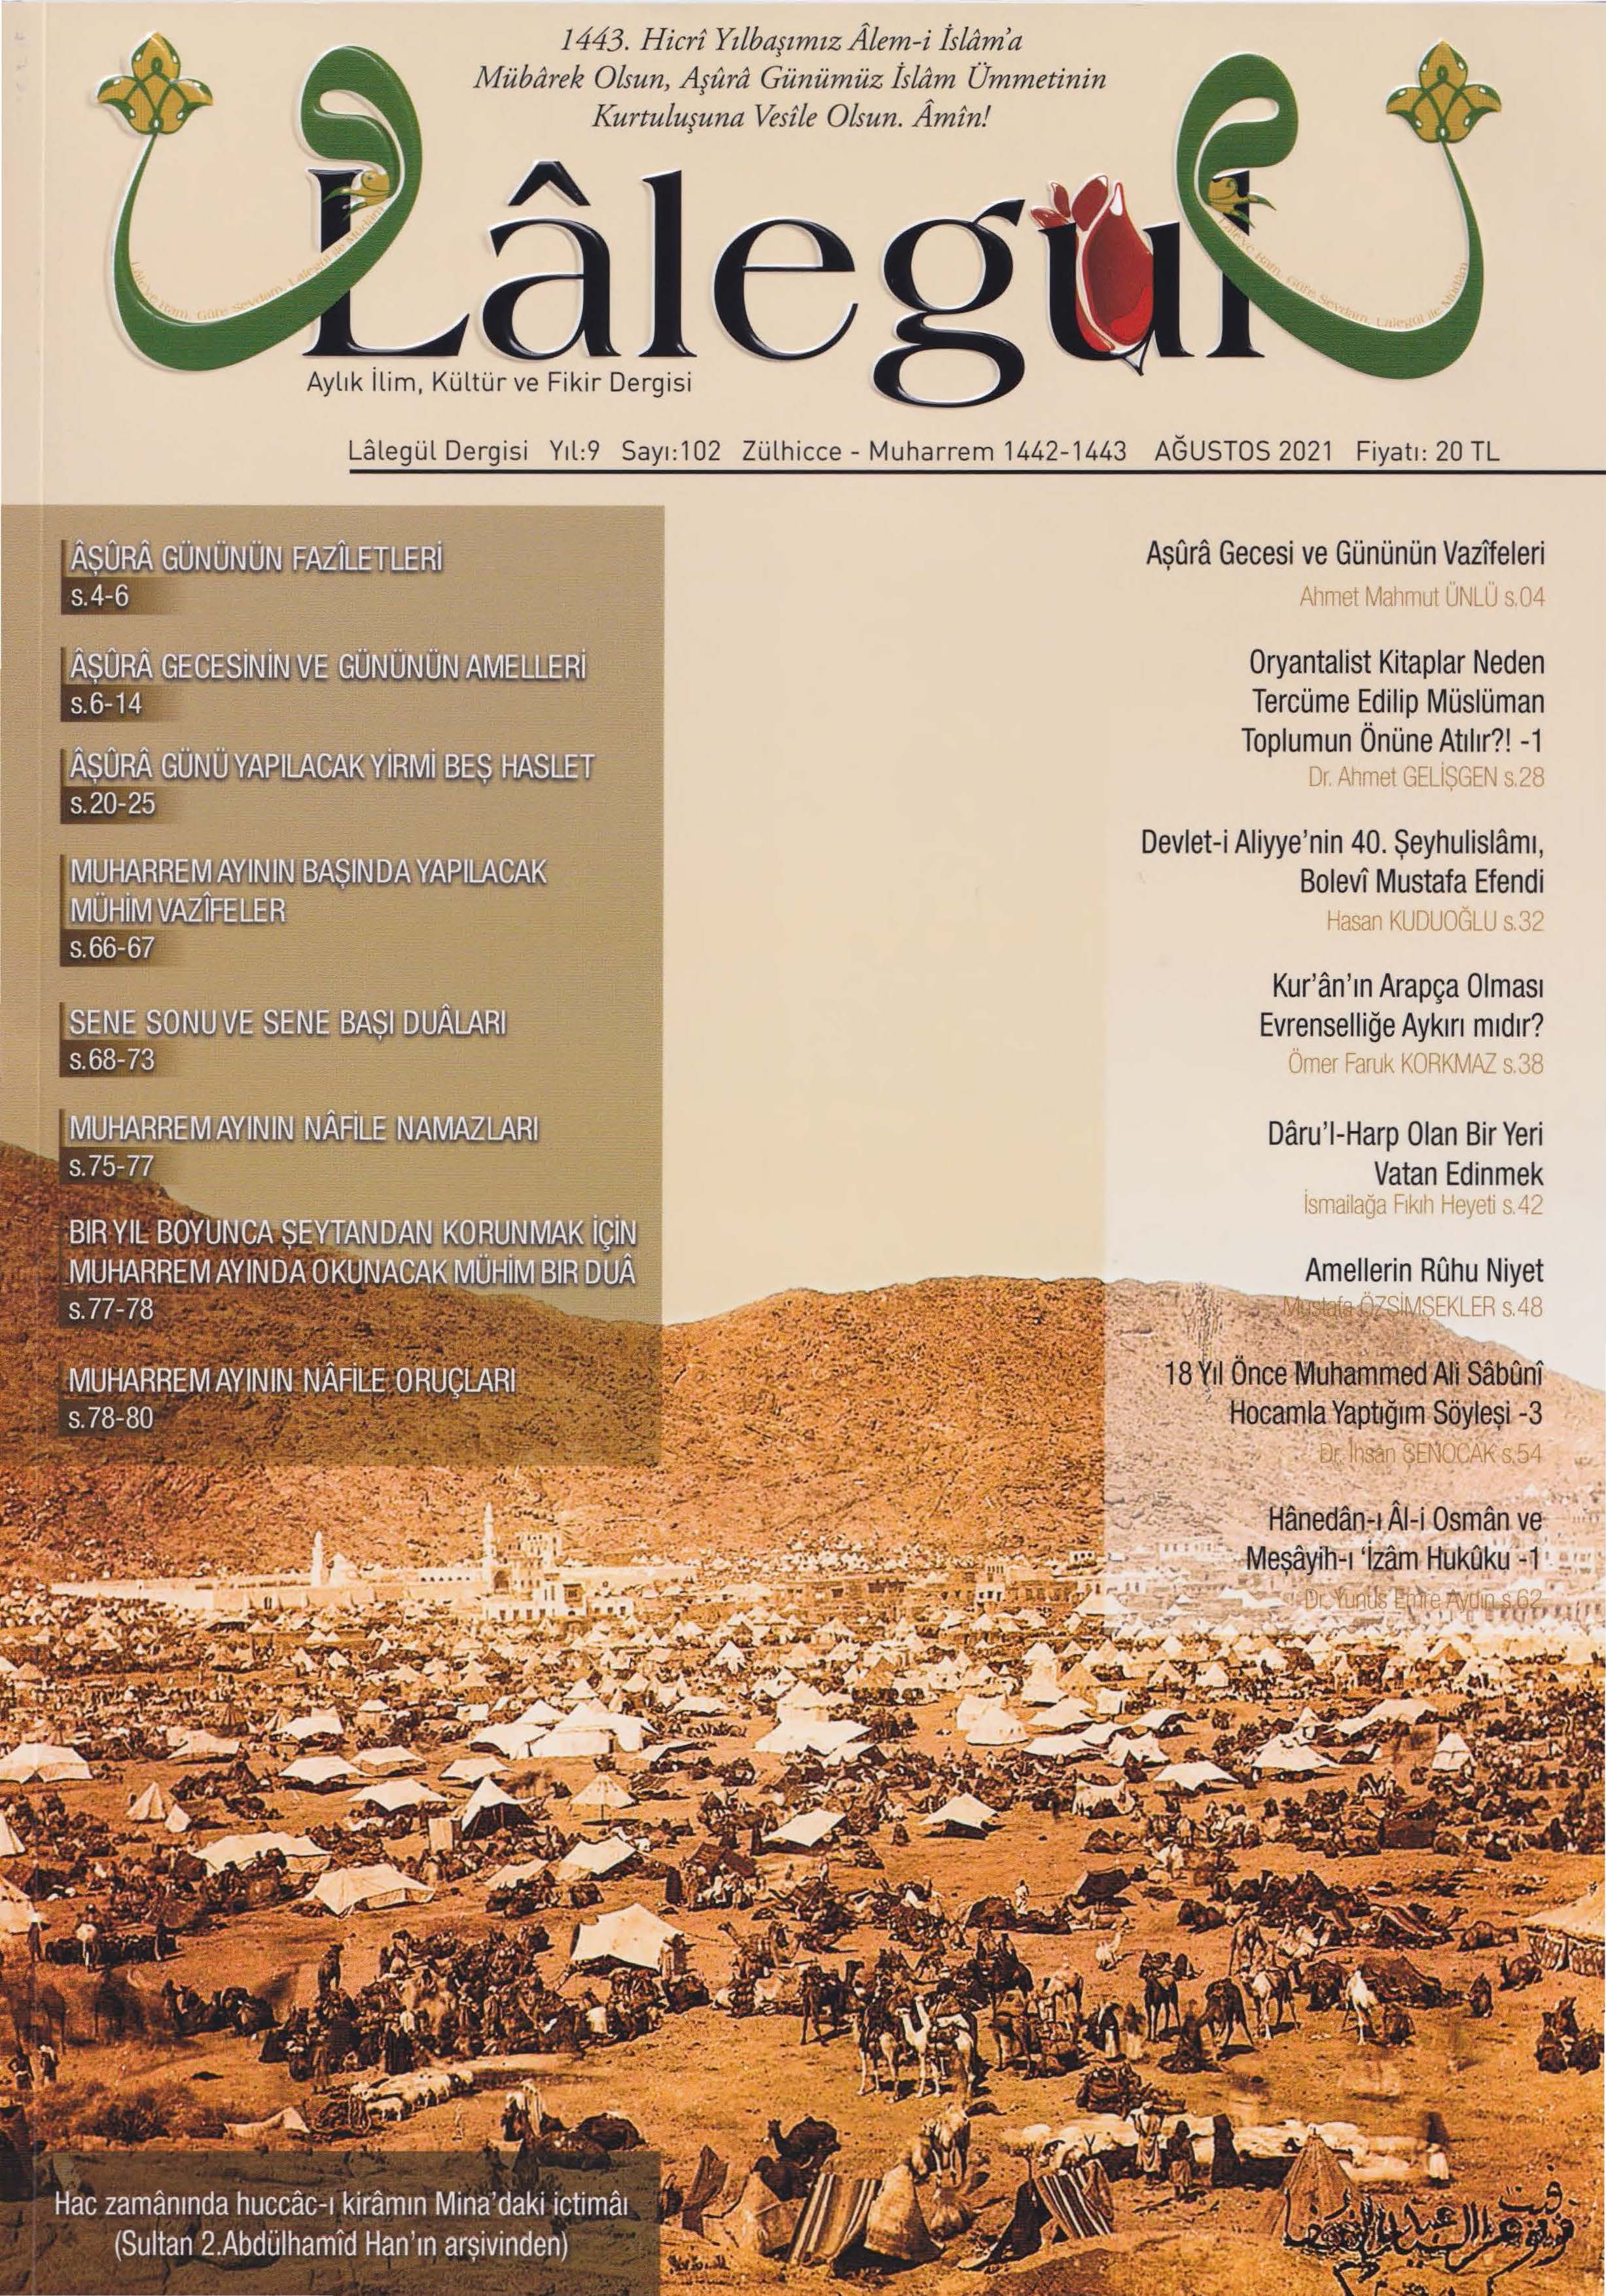 1443. Hicrî Yılbaşımız Âlem-i İslâm'a
Mübârek Olsun, Aşûrâ Günümüz İslâm Ümmetinin
Kurtuluşuna Vesîle Olsun. Âmîn!
Lâlegül
Aylık İlim, Kültür ve Fikir Dergisi
Lâlegül Dergisi Yıl:9 Sayı:102 Zülhicce - Muharrem 1442-1443 AĞUSTOS 2021 Fiyatı: 20 TL
ÂŞÛRÂ GÜNÜNÜN FAZÎLETLERİ
s.4-6
ÂŞÛRÂ GECESİNİN VE GÜNÜNÜN AMELLERİ
s.6-14
ÂŞÛRÂ GÜNÜ YAPILACAK YİRMİ BEŞ HASLET
s.20-25
MUHARREM AYININ BAŞINDA YAPILACAK
MÜHİM VAZÎFELER
s.66-67
SENE SONU VE SENE BAŞI DUÂLARI
s.68-73
MUHARREM AYININ NÂFİLE NAMAZLARI
s.75-77
BIR YIL BOYUNCA ŞEYTANDAN KORUNMAK İÇİN
MUHARREM AYINDA OKUNACAK MÜHİM BIR DUÂ
s.77-78
MUHARREM AYININ NÂFİLE ORUÇLARI
s.78-80
Aşûrâ Gecesi ve Gününün Vazîfeleri
Ahmet Mahmut ÜNLÜ s.04
Oryantalist Kitaplar Neden
Tercüme Edilip Müslüman
Toplumun Önüne Atılır?! -1
Dr. Ahmet GELİŞGEN s.28
Devlet-i Aliyye'nin 40. Şeyhulislâmı,
Bolevî Mustafa Efendi
Hasan KUDUOĞLU s.32
Kur'ân'ın Arapça Olması
Evrenselliğe Aykırı mıdır?
Ömer Faruk KORKMAZ s.38
Dâru'l-Harp Olan Bir Yeri
Vatan Edinmek
İsmailağa Fıkıh Heyeti s.42
Amellerin Rûhu Niyet
Mustafa ÖZŞİMŞEKLER s.48
18 Yıl Önce Muhammed Ali Sâbûnî
Hocamla Yaptığım Söyleşi -3
Dr. İhsan ŞENOCAK s.54
Hânedân-ı Âl-i Osmân ve
Meşâyih-ı 'İzâm Hukûku -1
Dr. Yunus Emre Aydın s.62
Hac zamânında huccâc-ı kirâmın Mina'daki ictimâı
(Sultan 2.Abdülhamîd Han'ın arşivinden)